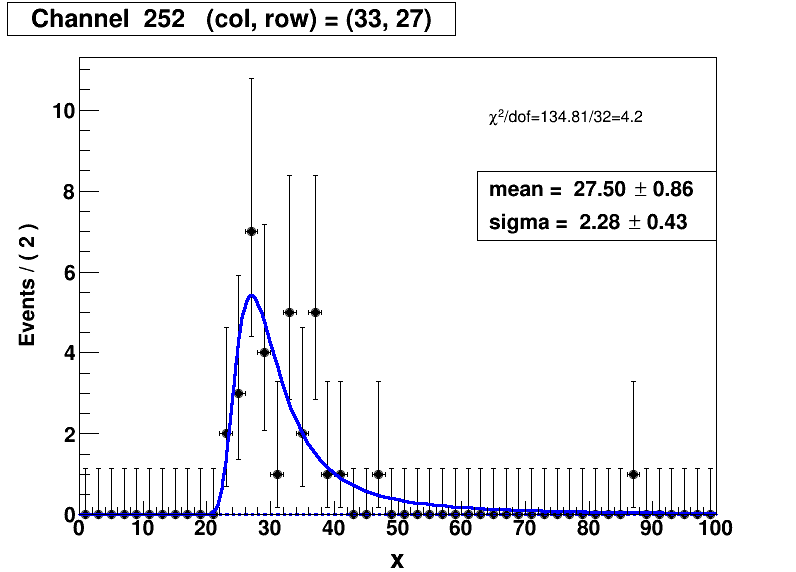 Channel 252 (col, row) = (33, 27)
χ²/dof=134.81/32=4.2
mean = 27.50 ± 0.86
sigma = 2.28 ± 0.43
Events / ( 2 )
10
8
6
4
2
0
0 10 20 30 40 50 60 70 80 90 100
x